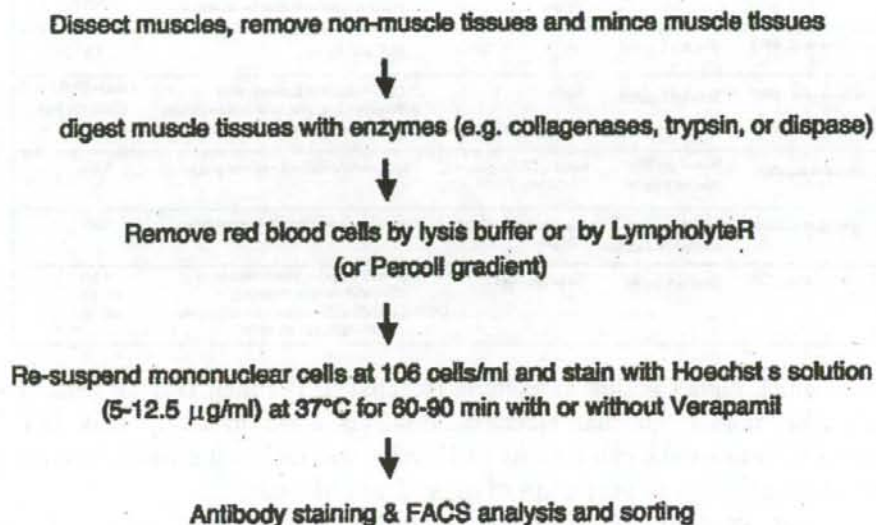 Dissect muscles, remove non-muscle tissues and mince muscle tissues
digest muscle tissues with enzymes (e.g. collagenases, trypsin, or dispase)
Remove red blood cells by lysis buffer or by LympholyteR
(or Percoll gradient)
Re-suspend mononuclear cells at 106 cells/ml and stain with Hoechst s solution
(5-12.5 μg/ml) at 37°C for 60-90 min with or without Verapamil
Antibody staining & FACS analysis and sorting